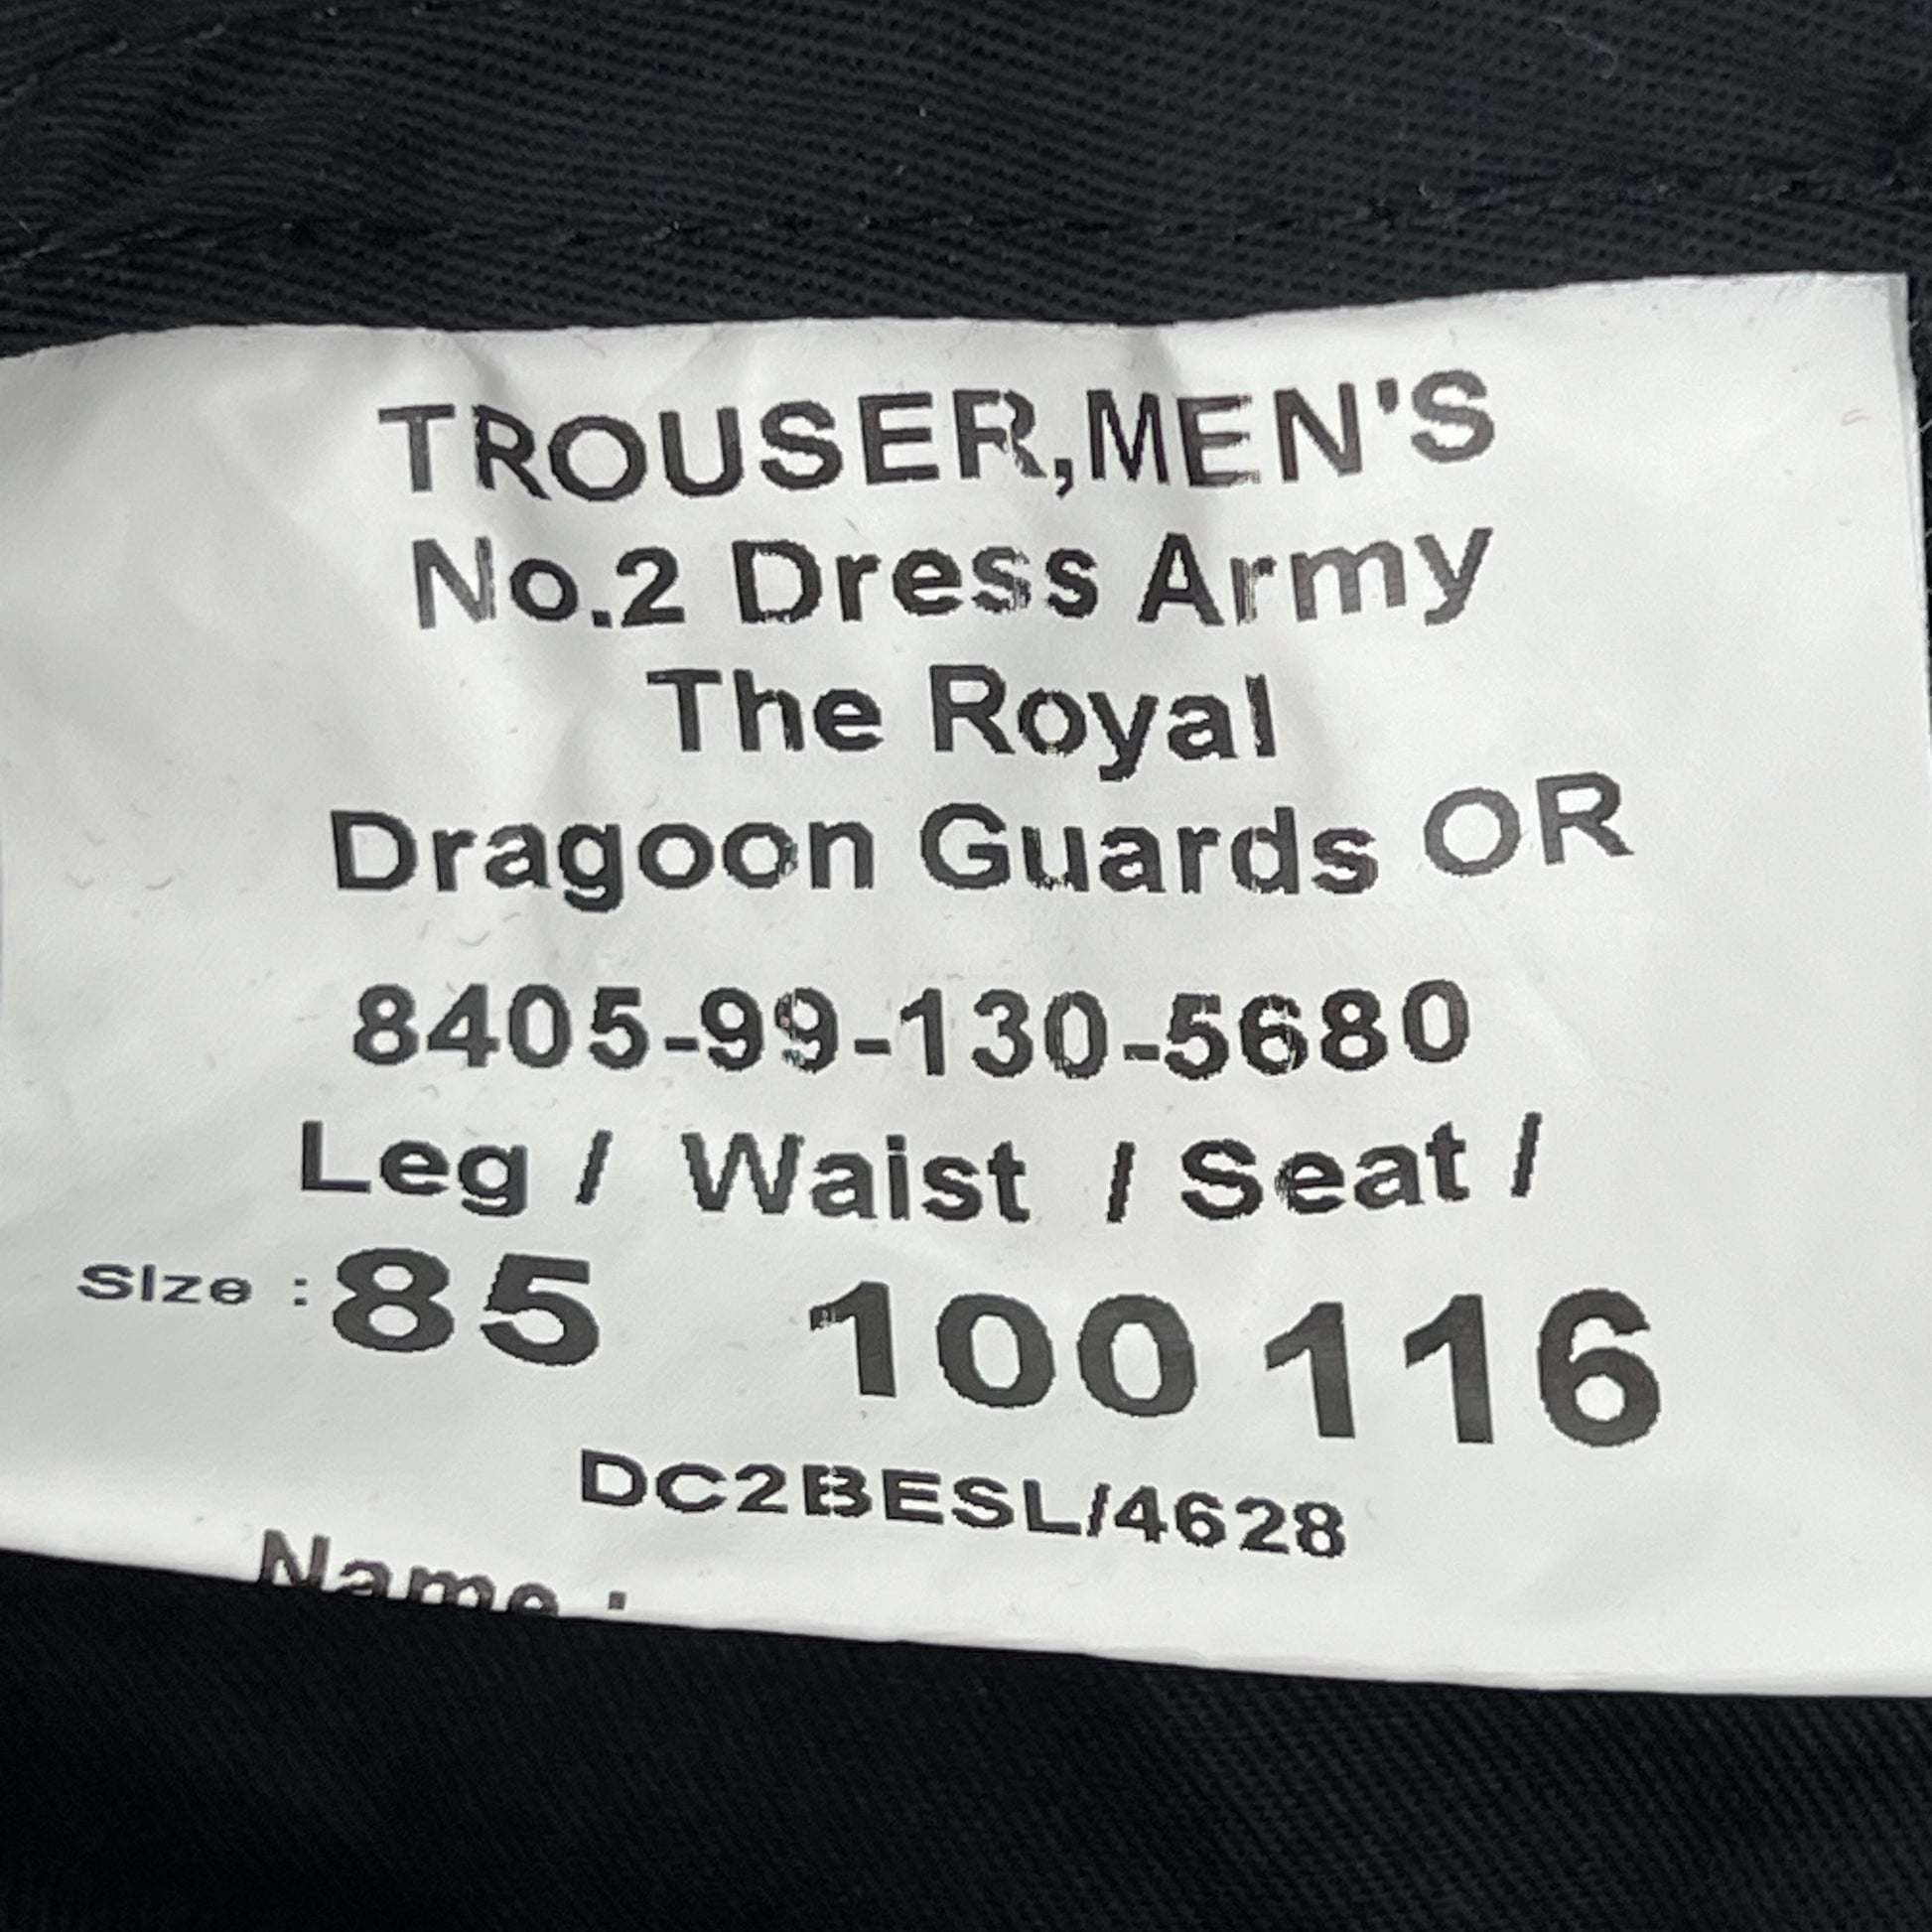 TROUSER,MEN'S
No.2 Dress Army
The Royal
Dragoon Guards OR
8405-99-130-5680
Leg / Waist / Seat /
SIze : 85 100 116
DC2BESL/4628
Name :